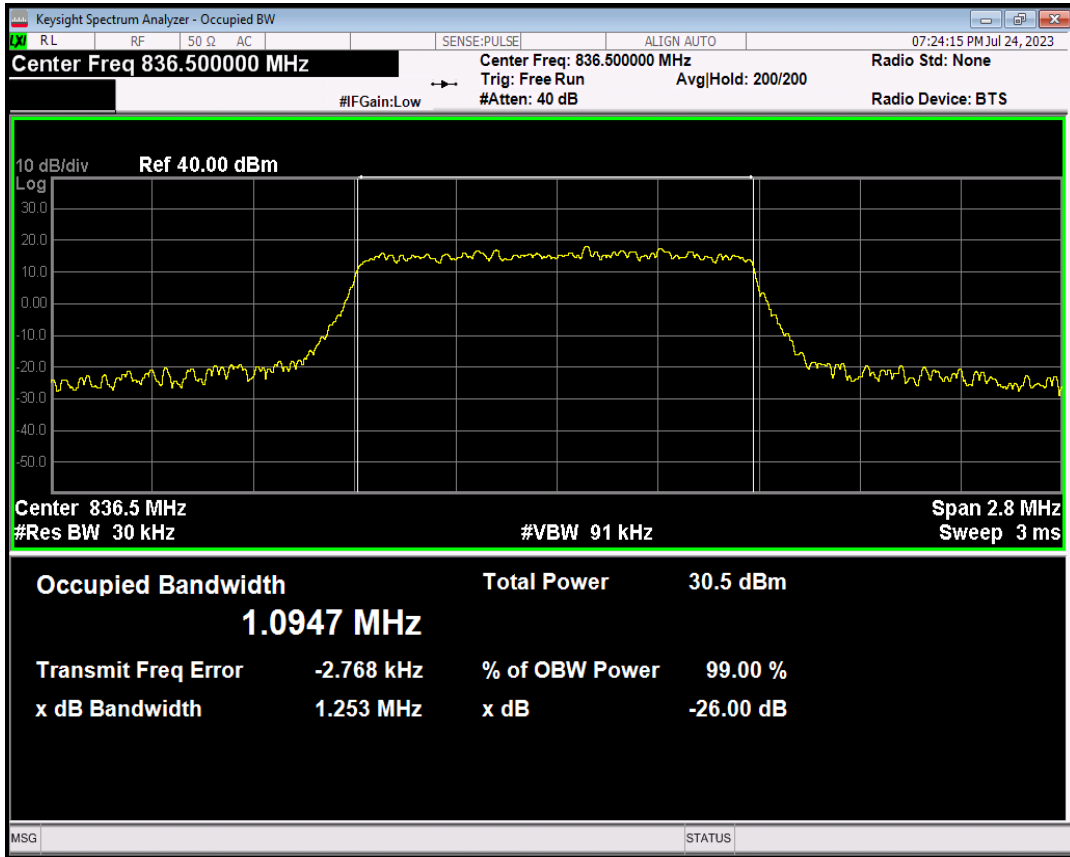 Keysight Spectrum Analyzer - Occupied BW
LXI RL RF 50 Ω AC SENSE:PULSE ALIGN AUTO 07:24:15 PM Jul 24, 2023
Center Freq 836.500000 MHz Center Freq: 836.500000 MHz Radio Std: None
Trig: Free Run Avg|Hold: 200/200
#IFGain:Low #Atten: 40 dB Radio Device: BTS
10 dB/div Ref 40.00 dBm
Log
30.0
20.0
10.0
0.00
-10.0
-20.0
-30.0
-40.0
-50.0
Center 836.5 MHz Span 2.8 MHz
#Res BW 30 kHz #VBW 91 kHz Sweep 3 ms
Occupied Bandwidth Total Power 30.5 dBm
1.0947 MHz
Transmit Freq Error -2.768 kHz % of OBW Power 99.00 %
x dB Bandwidth 1.253 MHz x dB -26.00 dB
MSG STATUS